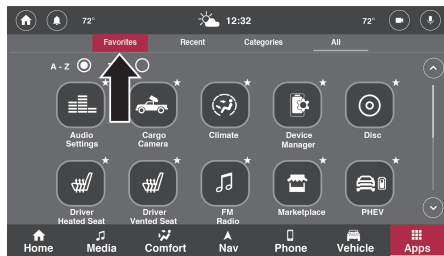 72° 12:32 72°
Favorites Recent Categories All
A - Z
Audio Settings
Cargo Camera
Climate
Device Manager
Disc
Driver Heated Seat
Driver Vented Seat
FM Radio
Marketplace
PHEV
Home Media Comfort Nav Phone Vehicle Apps